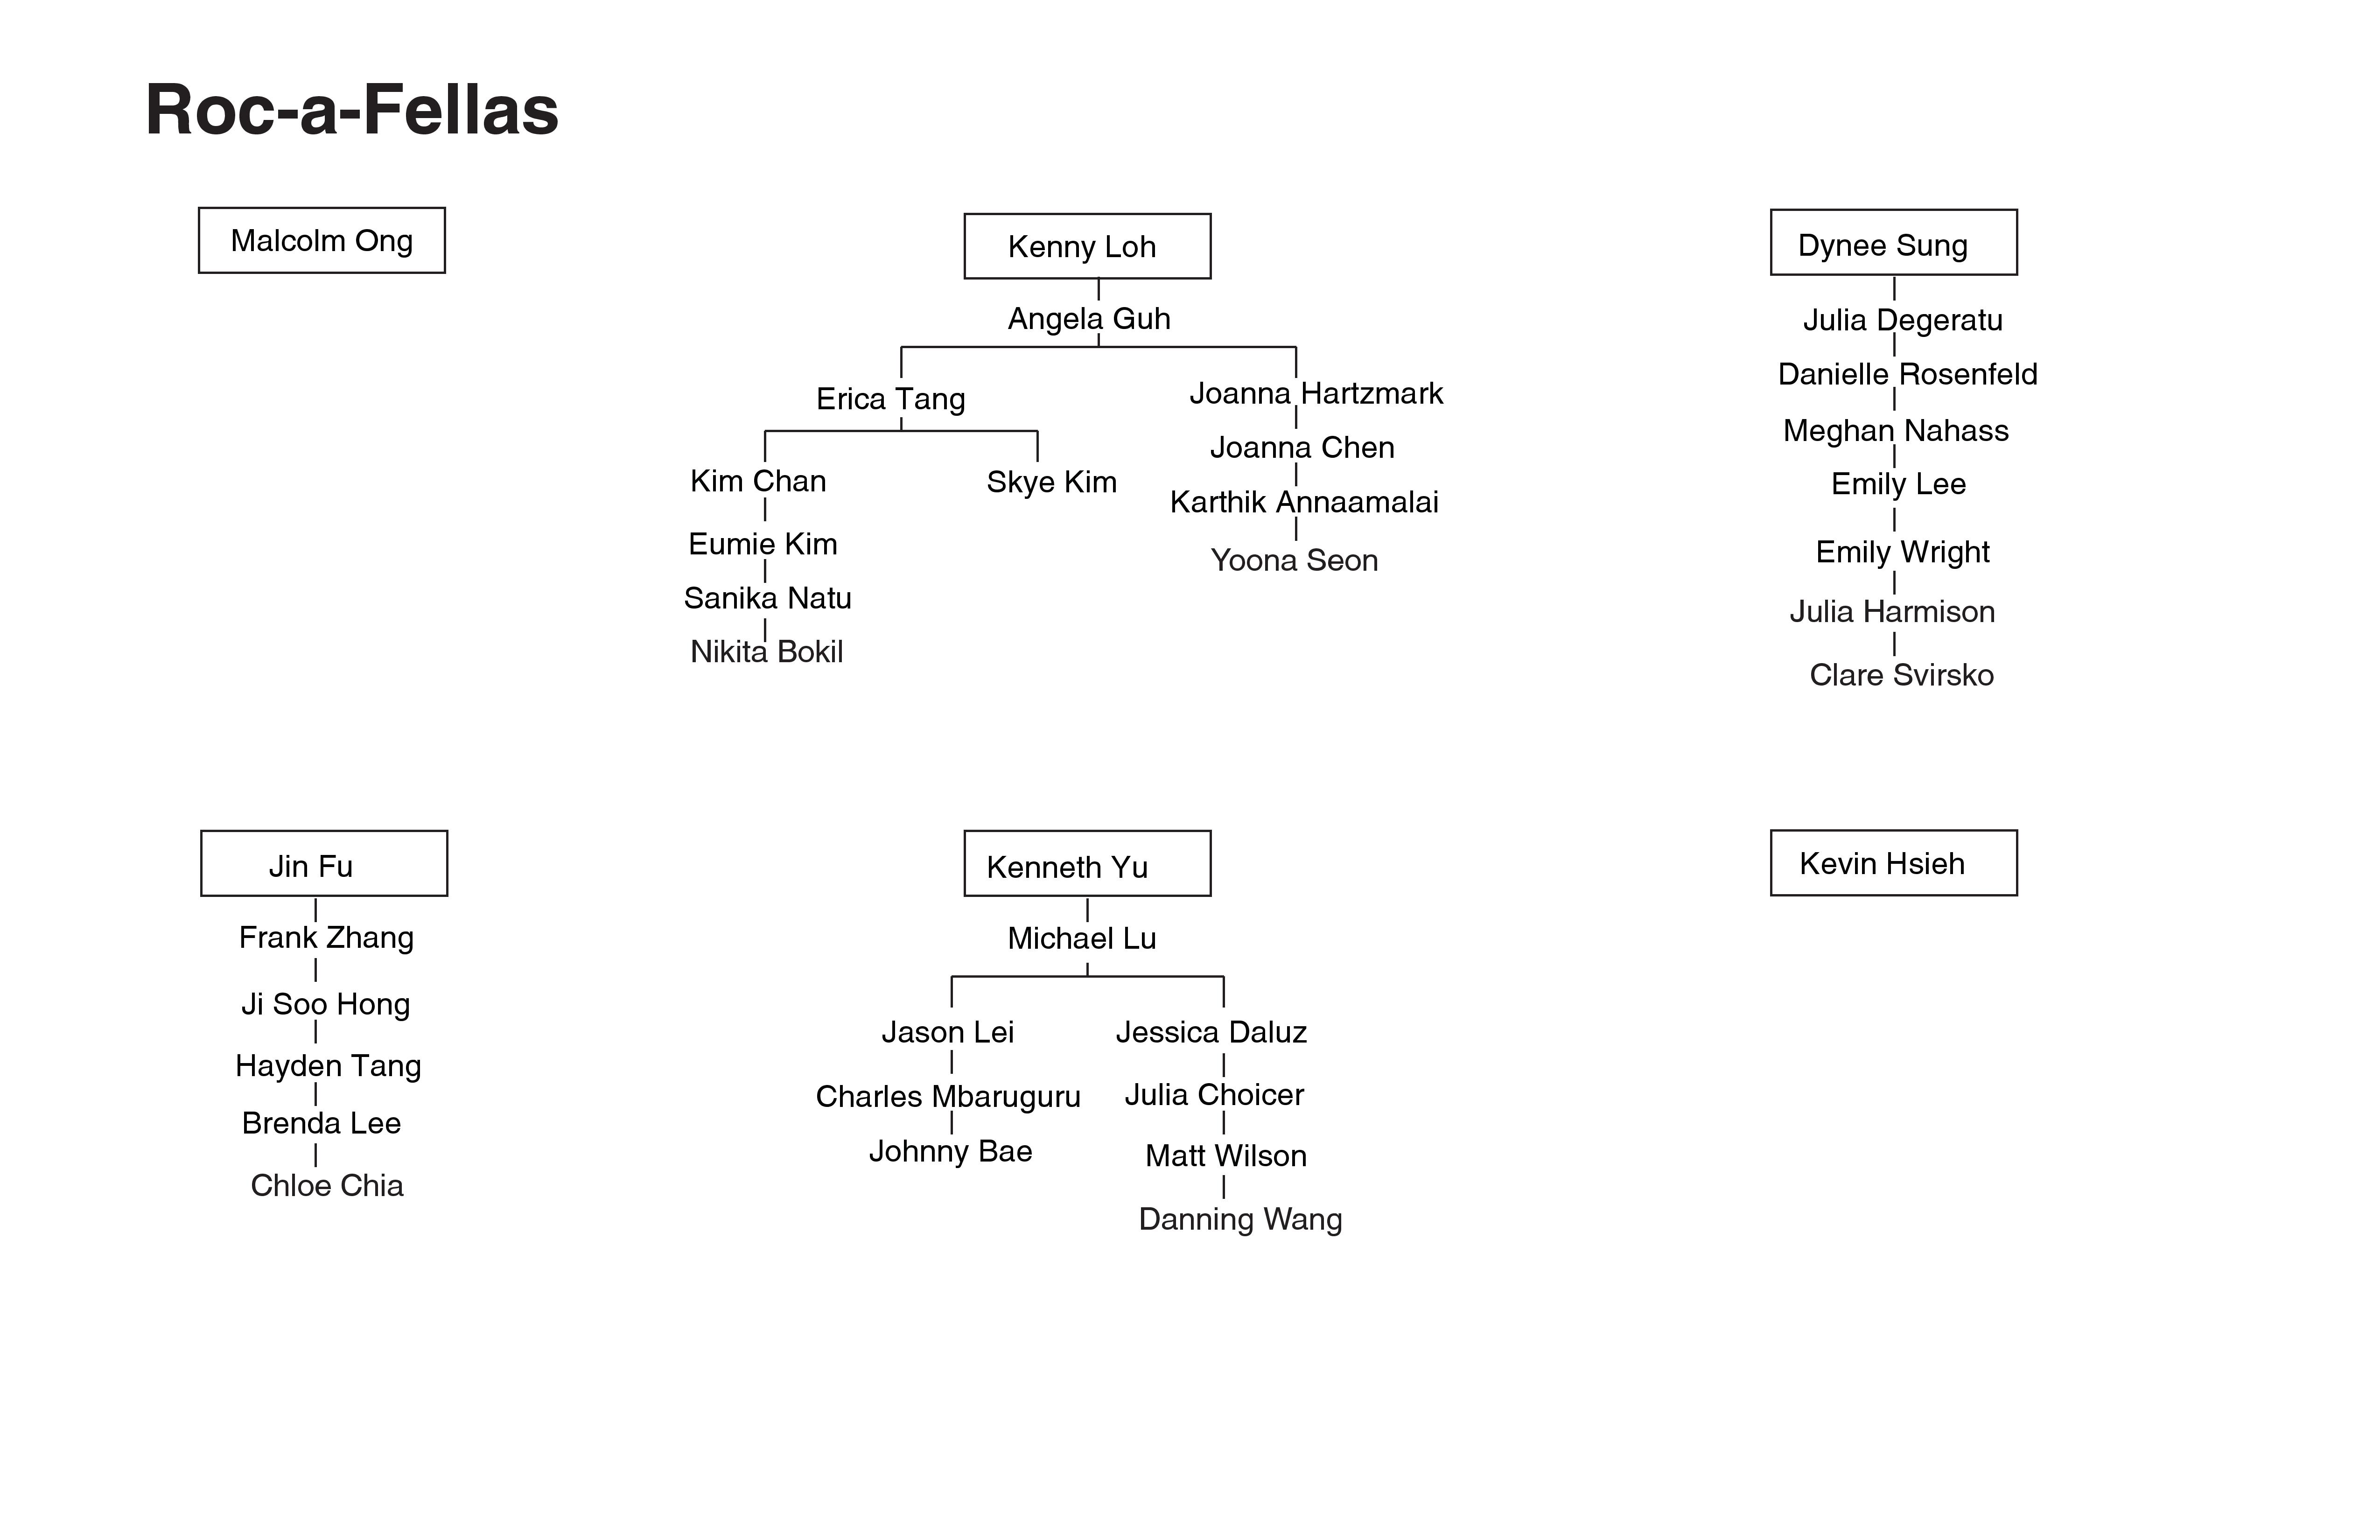 Roc-a-Fellas
Malcolm Ong
Kenny Loh
Angela Guh
Erica Tang
Kim Chan
Eumie Kim
Sanika Natu
Nikita Bokil
Skye Kim
Joanna Hartzmark
Joanna Chen
Karthik Annaamalai
Yoona Seon
Dynee Sung
Julia Degeratu
Danielle Rosenfeld
Meghan Nahass
Emily Lee
Emily Wright
Julia Harmison
Clare Svirsko
Jin Fu
Frank Zhang
Ji Soo Hong
Hayden Tang
Brenda Lee
Chloe Chia
Kenneth Yu
Michael Lu
Jason Lei
Charles Mbaruguru
Johnny Bae
Jessica Daluz
Julia Choicer
Matt Wilson
Danning Wang
Kevin Hsieh